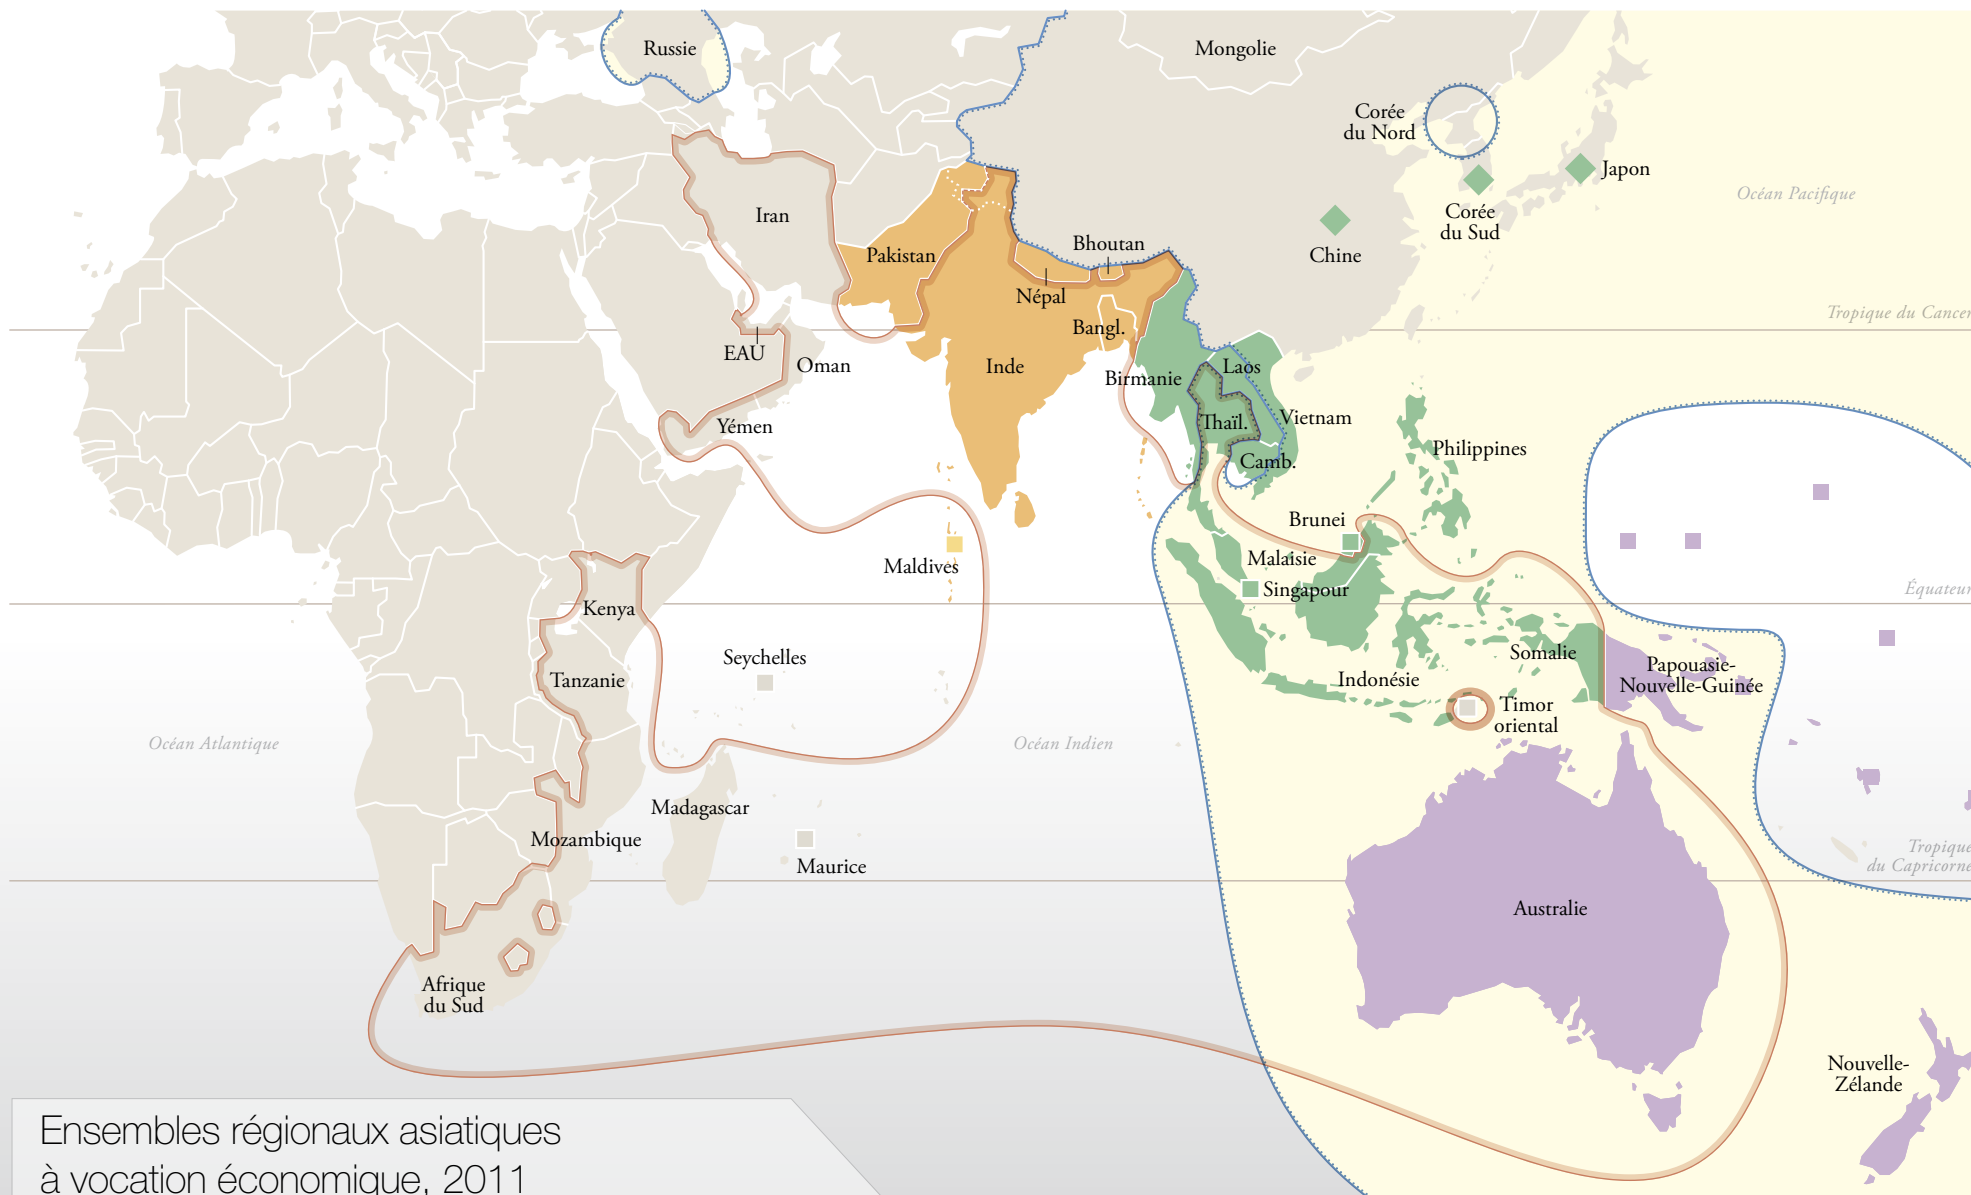 Russie
Mongolie
Corée
du Nord
Japon
Océan Pacifique
Corée
du Sud
Iran
Pakistan
Bhoutan
Chine
Népal
Tropique du Cancer
Bangl.
EAU
Oman
Inde
Laos
Birmanie
Yémen
Thaïl.
Vietnam
Philippines
Camb.
Brunei
Malaisie
Maldives
Singapour
Équateur
Kenya
Seychelles
Somalie
Papouasie-
Nouvelle-Guinée
Tanzanie
Indonésie
Timor
oriental
Océan Atlantique
Océan Indien
Madagascar
Mozambique
Maurice
Tropique
du Capricorne
Australie
Afrique
du Sud
Nouvelle-
Zélande
Ensembles régionaux asiatiques
à vocation économique, 2011